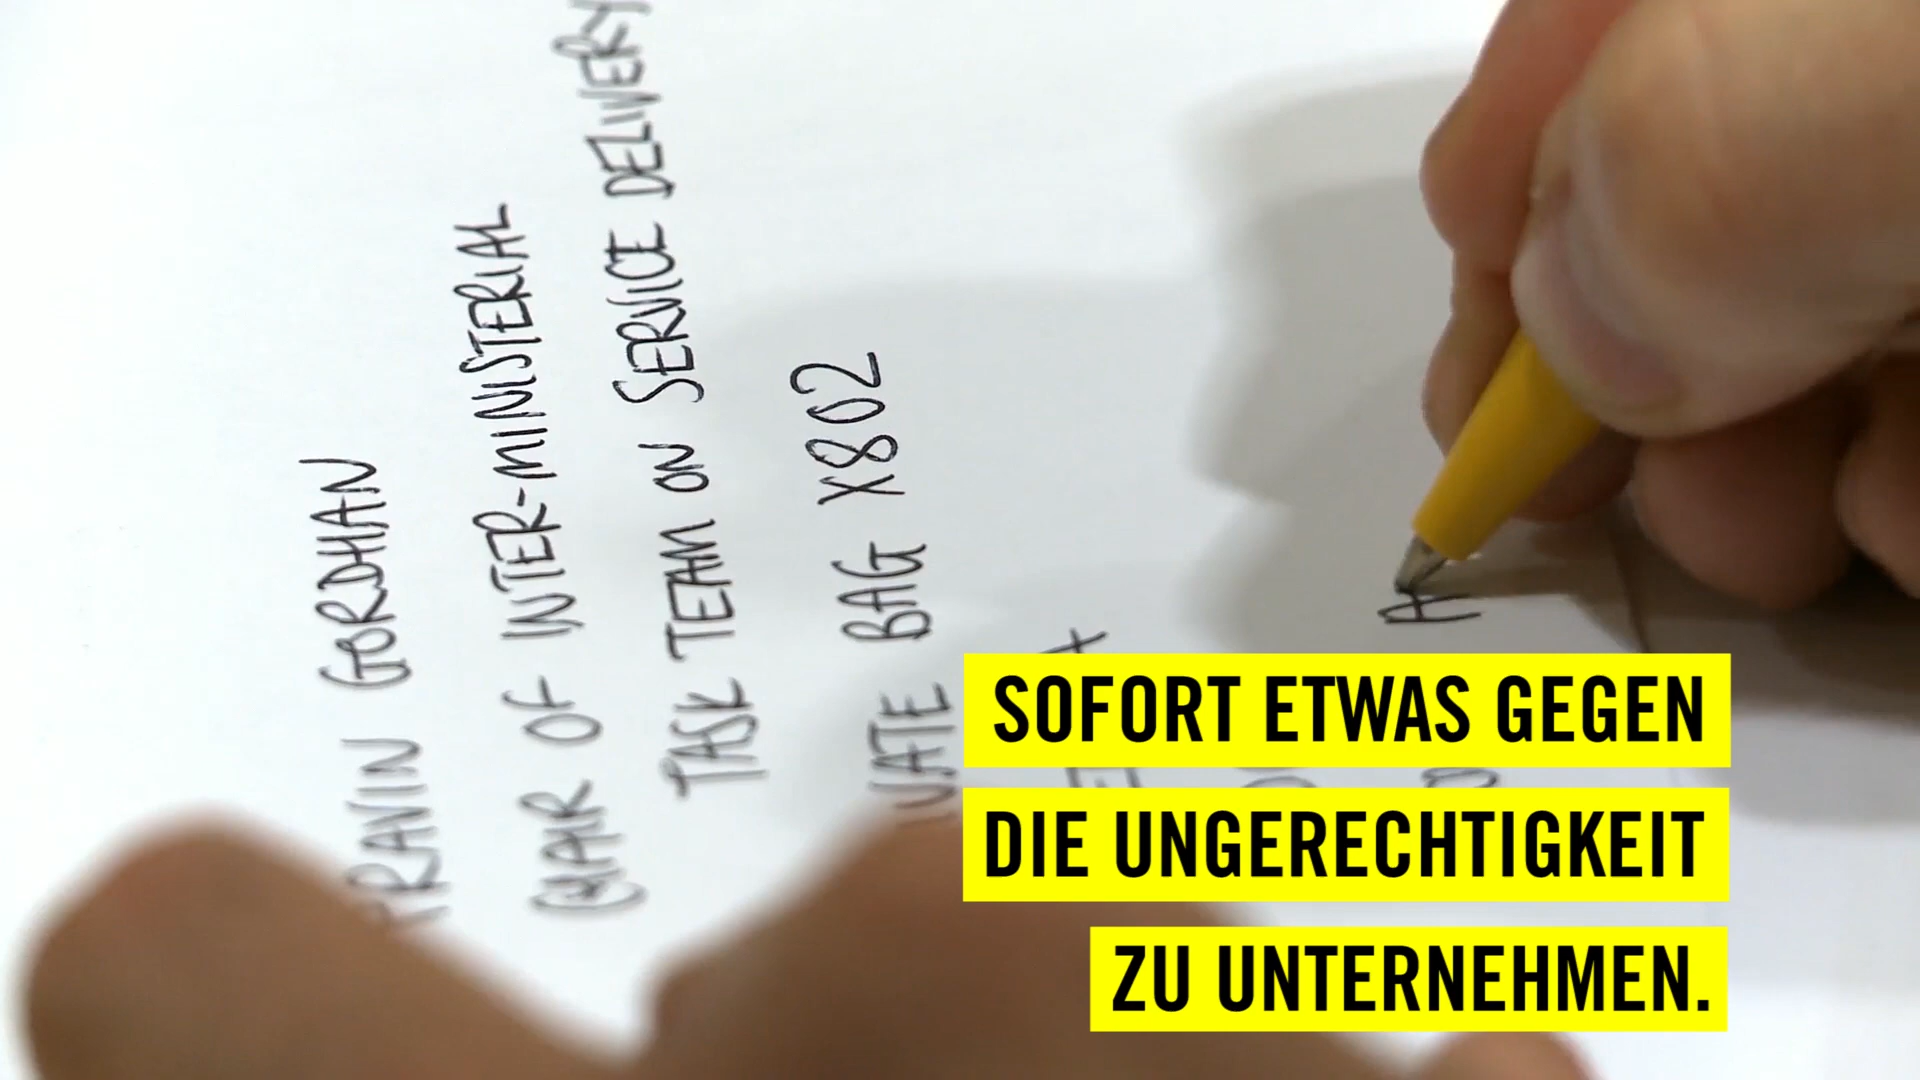 PRAVIN GORDHAN
CHAIR OF INTER-MINISTERIAL
TASK TEAM ON SERVICE DELIVERY
BAG X802
SOFORT ETWAS GEGEN
DIE UNGERECHTIGKEIT
ZU UNTERNEHMEN.